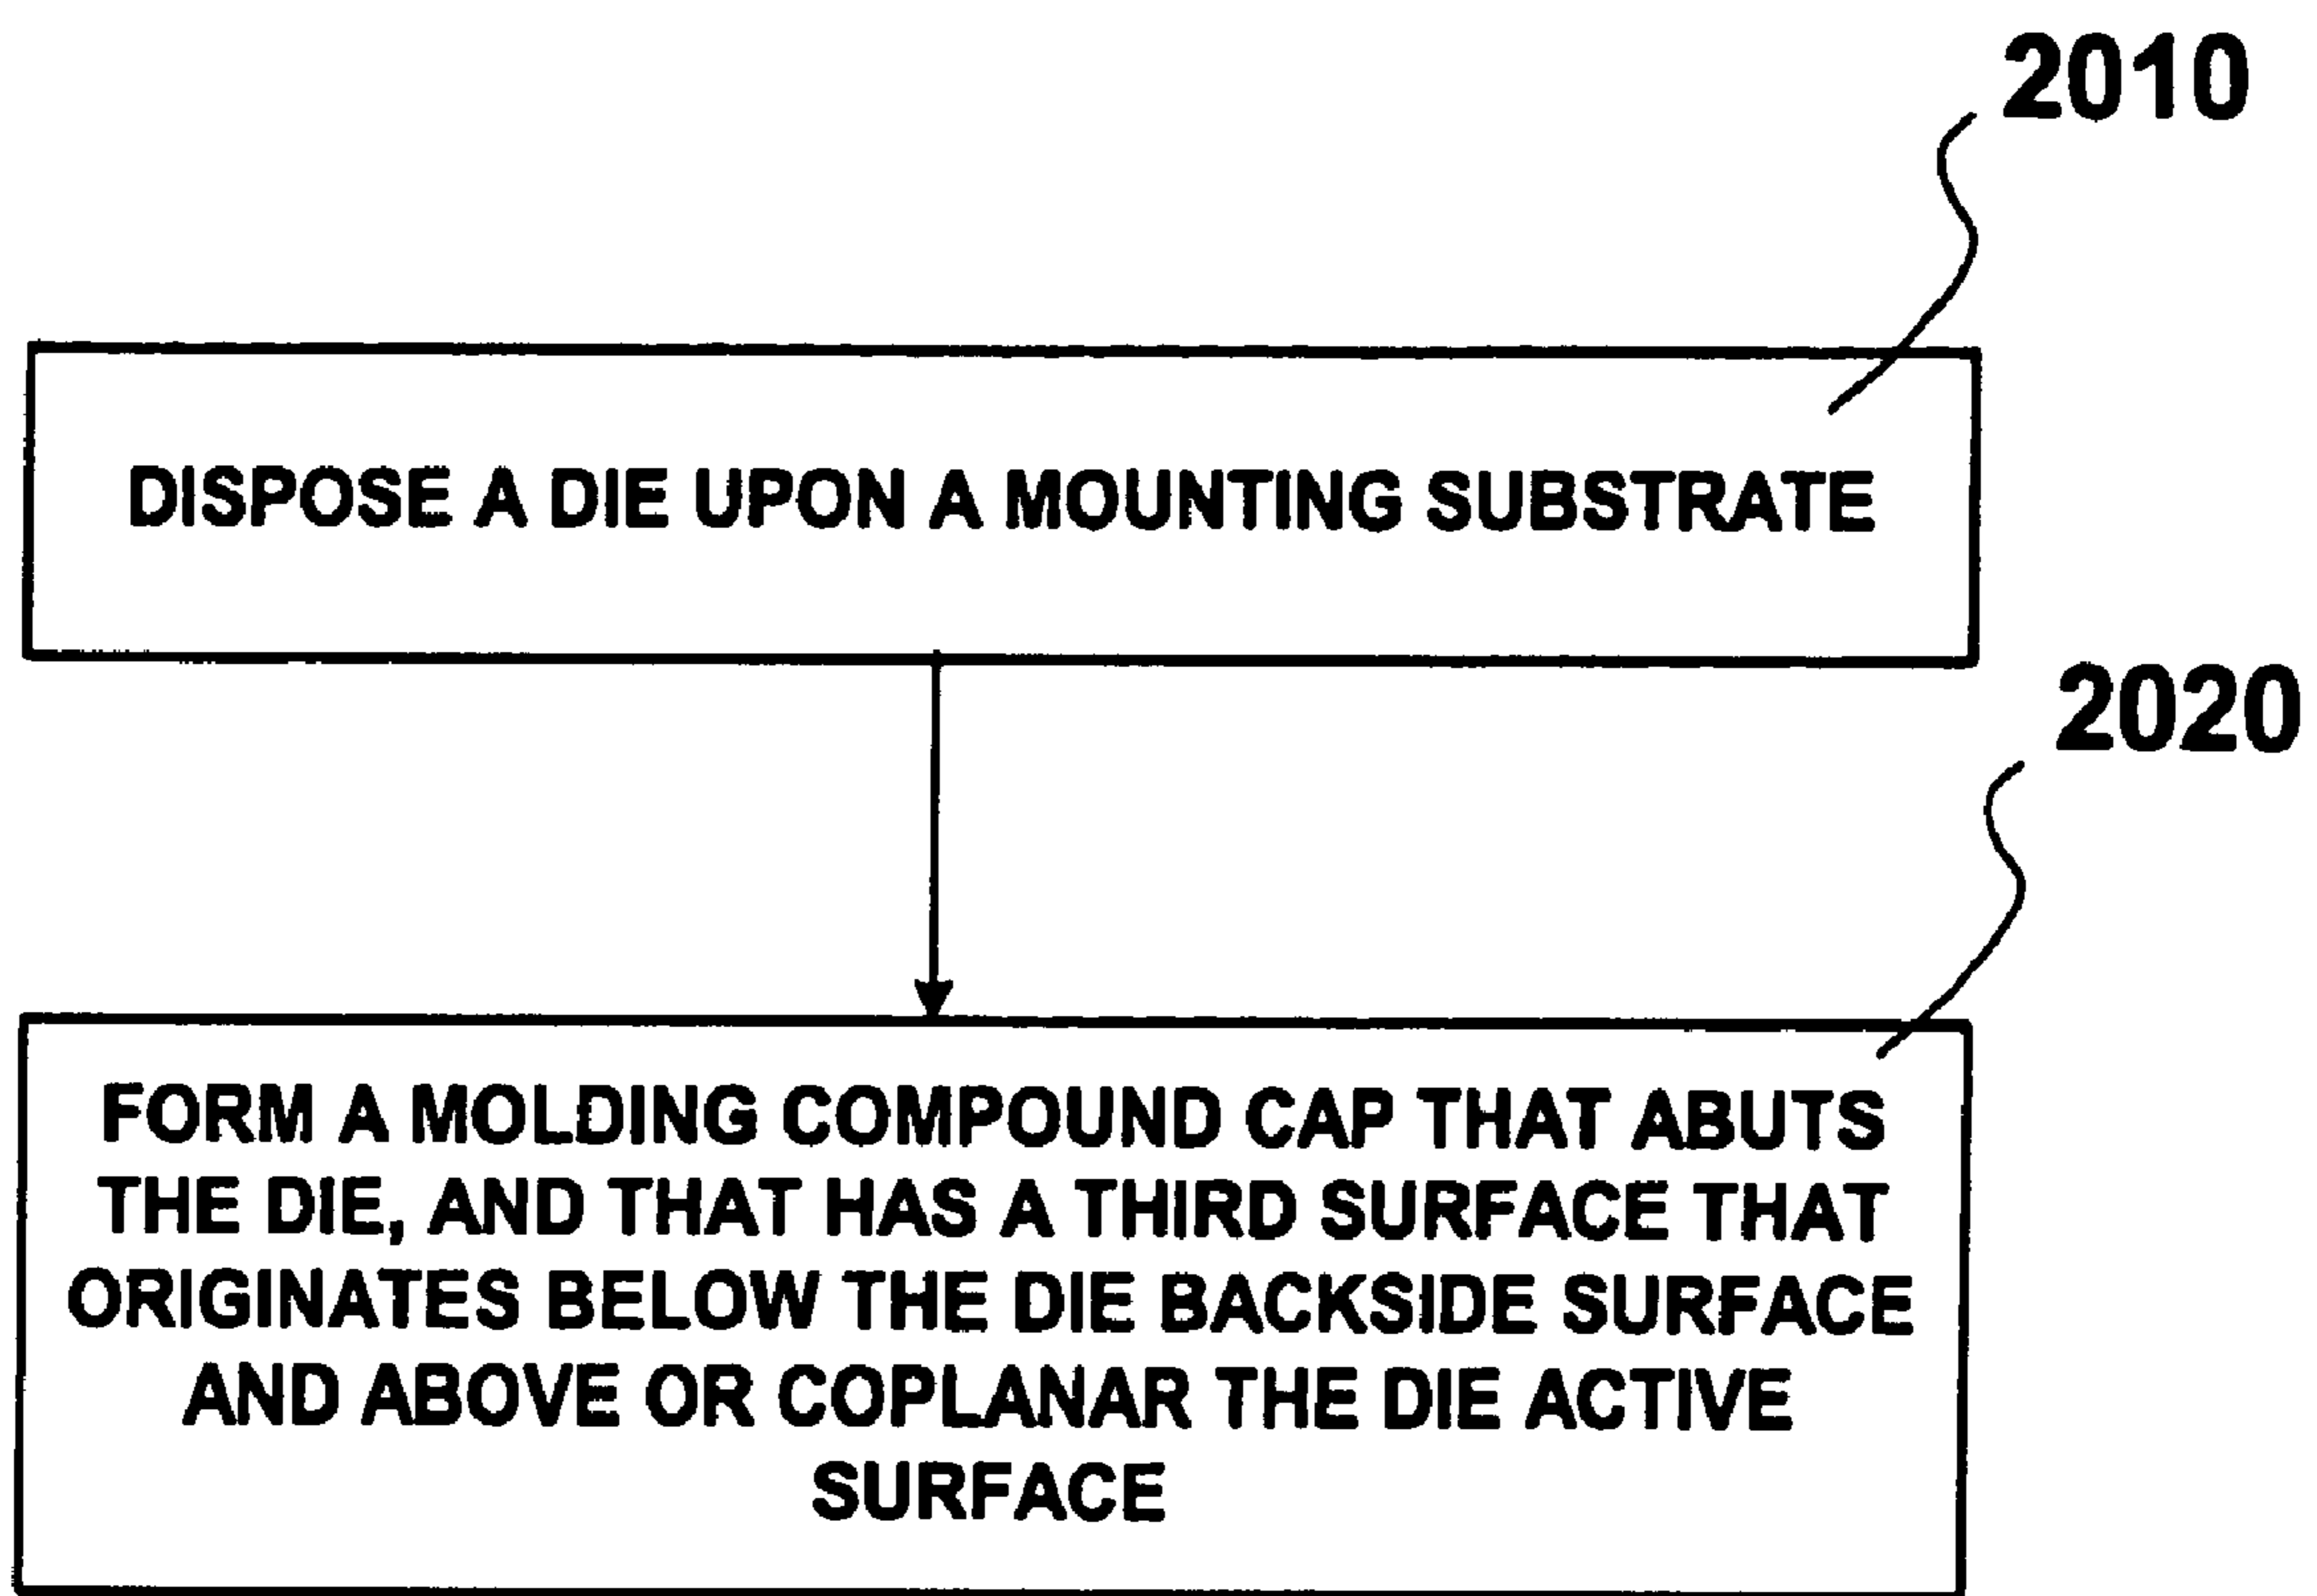 2010
DISPOSE A DIE UPON A MOUNTING SUBSTRATE
2020
FORM A MOLDING COMPOUND CAP THAT ABUTS
THE DIE, AND THAT HAS A THIRD SURFACE THAT
ORIGINATES BELOW THE DIE BACKSIDE SURFACE
AND ABOVE OR COPLANAR THE DIE ACTIVE
SURFACE